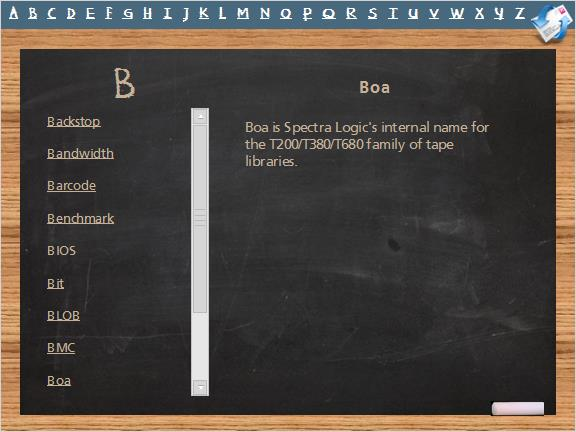 A B C D E F G H I J K L M N O P Q R S T U V W X Y Z
B
Backstop
Bandwidth
Barcode
Benchmark
BIOS
Bit
BLOB
BMC
Boa
Boa
Boa is Spectra Logic's internal name for
the T200/T380/T680 family of tape
libraries.